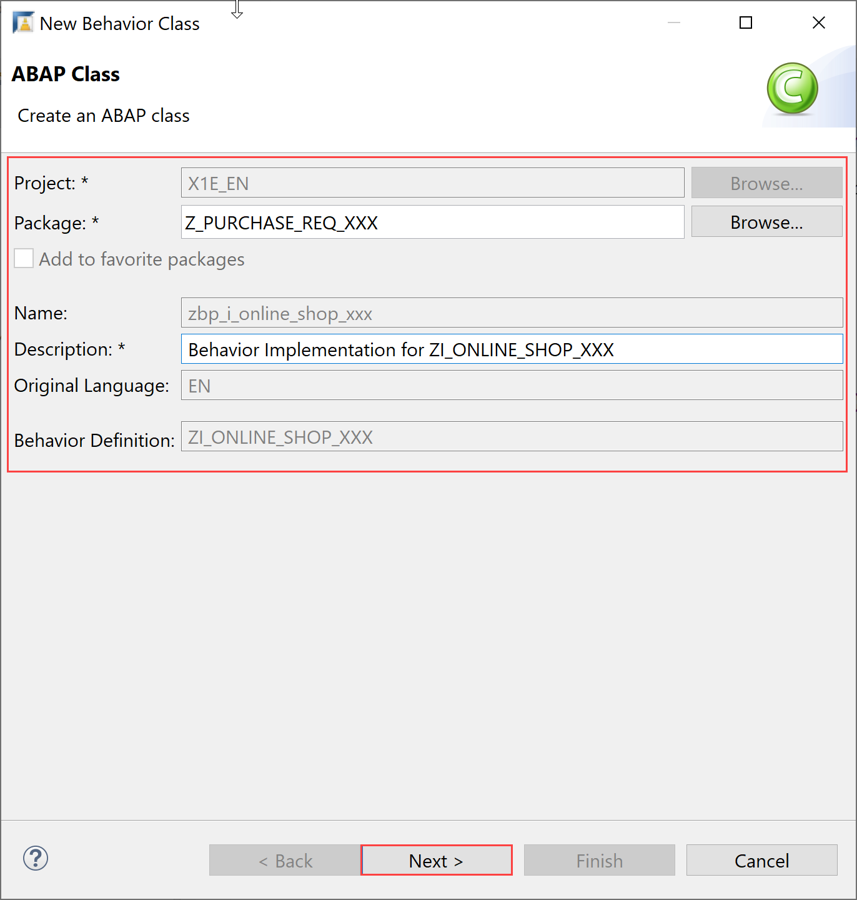 New Behavior Class
ABAP Class
Create an ABAP class
C
Project: * X1E_EN Browse...
Package: * Z_PURCHASE_REQ_XXX Browse...
Add to favorite packages
Name: zbp_i_online_shop_xxx
Description: * Behavior Implementation for ZI_ONLINE_SHOP_XXX
Original Language: EN
Behavior Definition: ZI_ONLINE_SHOP_XXX
? < Back Next > Finish Cancel